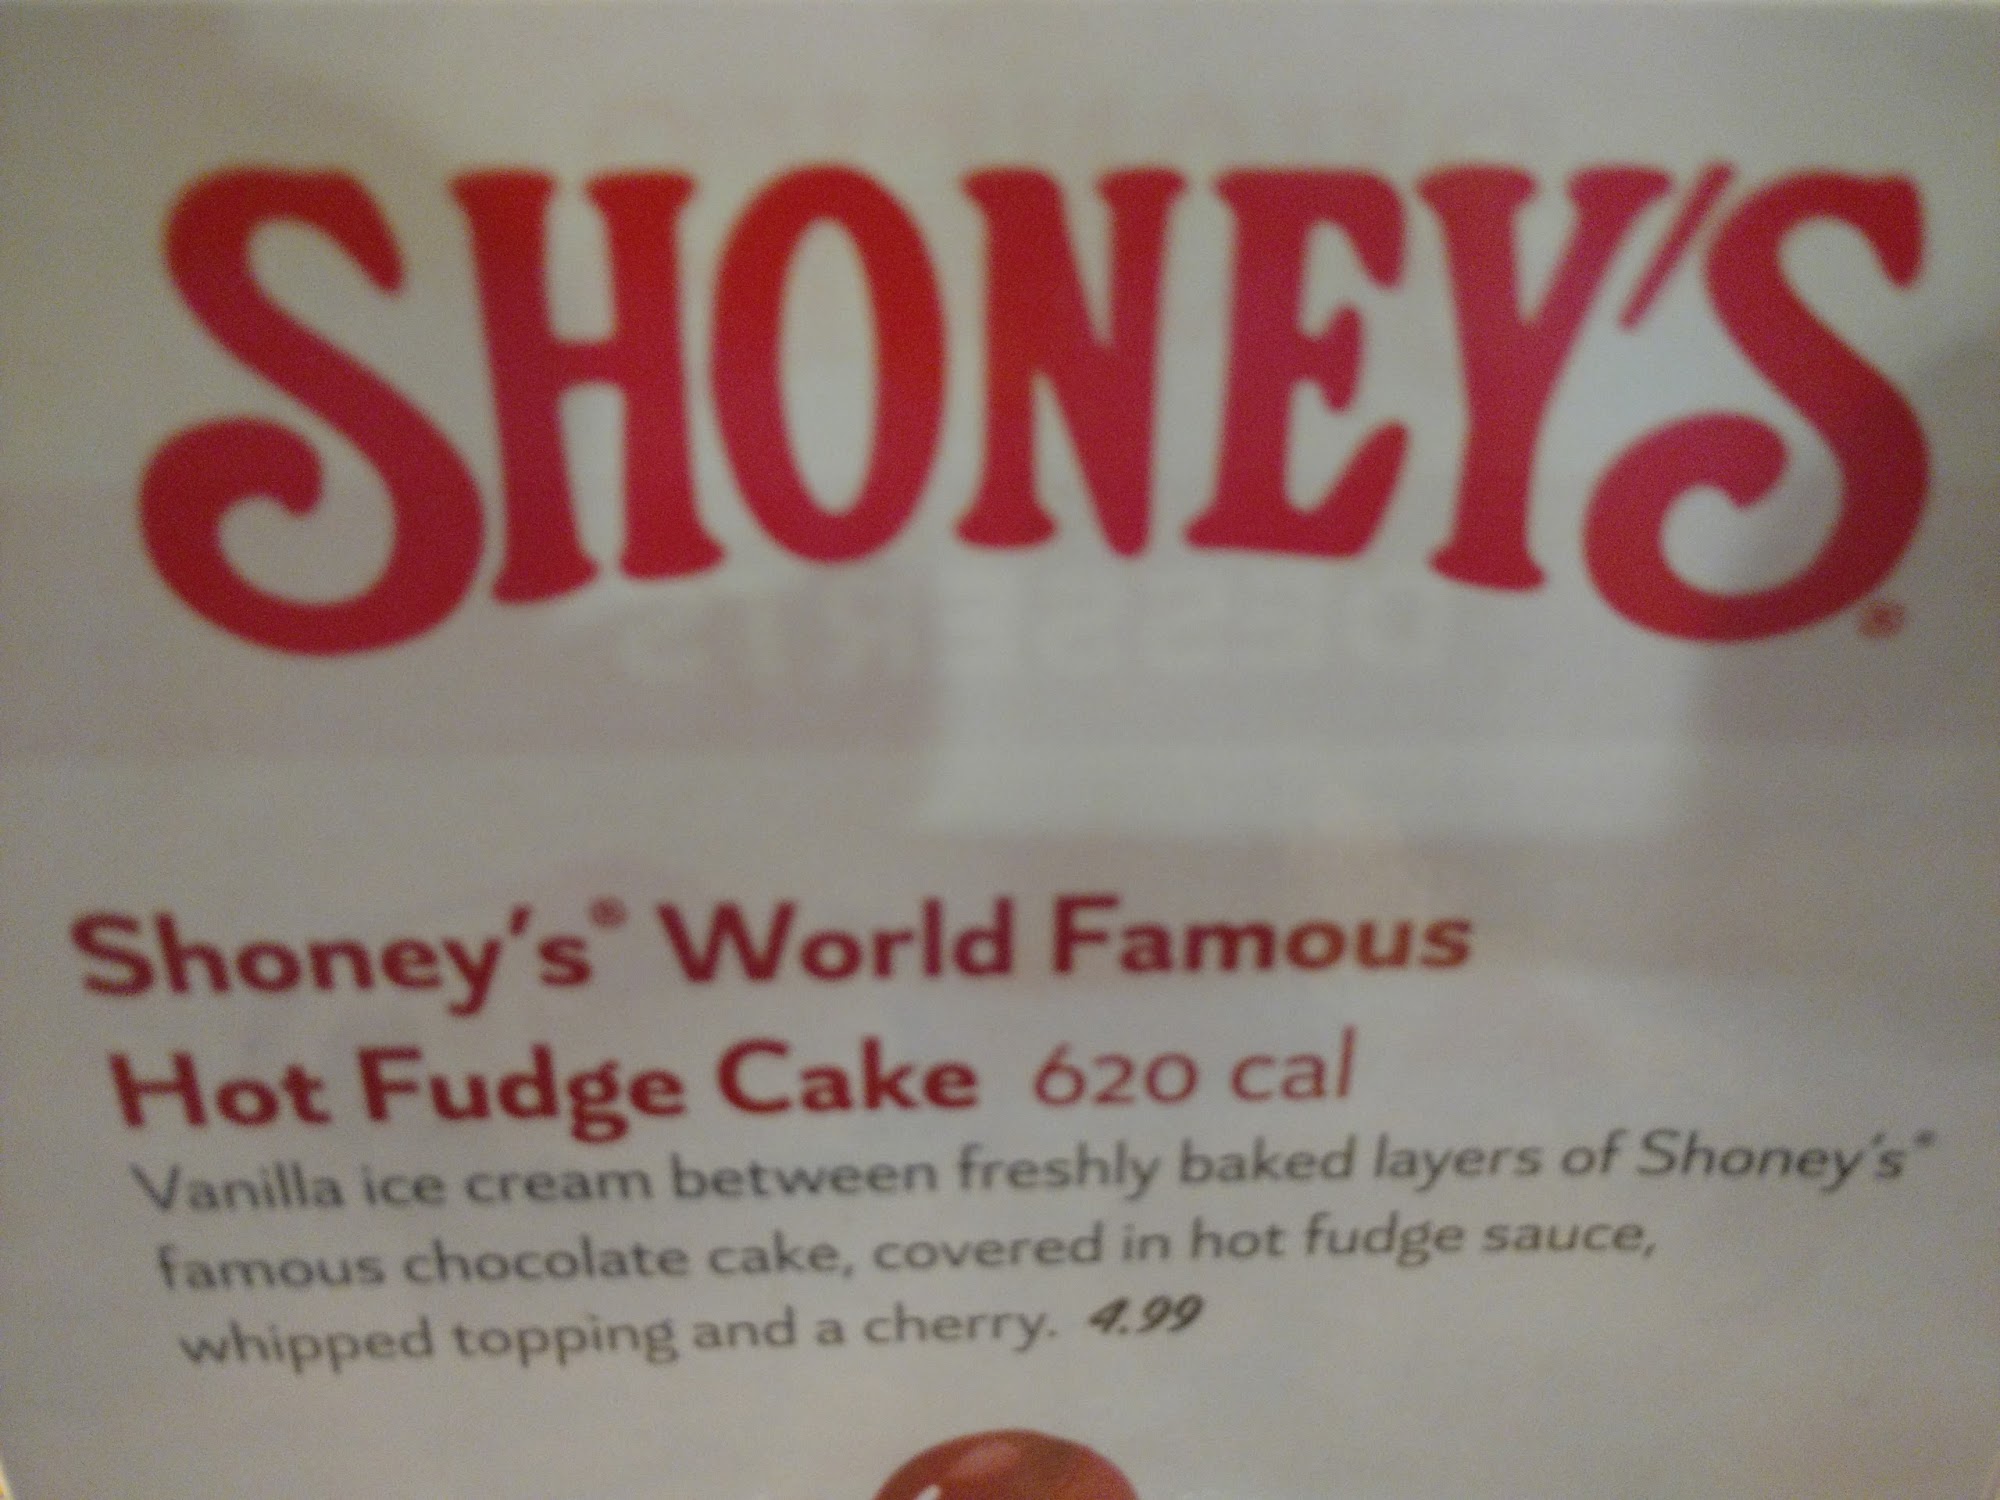 SHONEY'S®
Shoney's® World Famous
Hot Fudge Cake 620 cal
Vanilla ice cream between freshly baked layers of Shoney's®
famous chocolate cake, covered in hot fudge sauce,
whipped topping and a cherry. 4.99